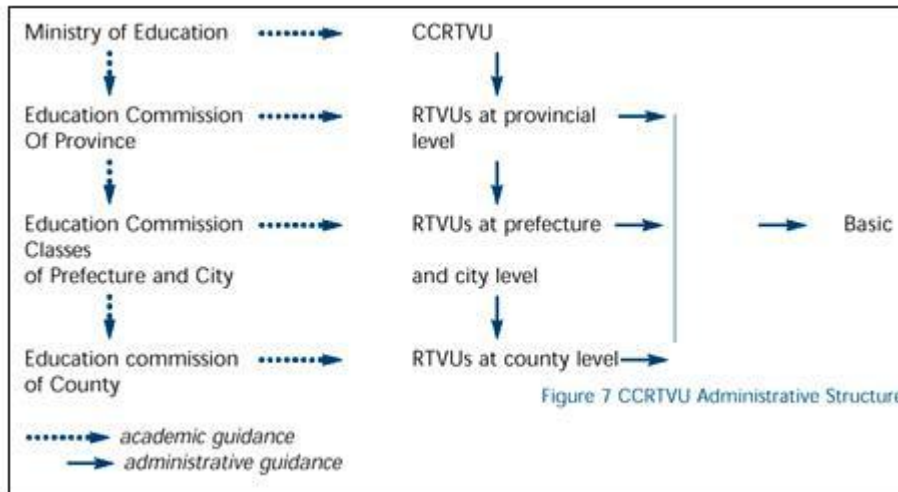 Ministry of Education CCRTVU
Education Commission RTVUs at provincial
Of Province level
Education Commission RTVUs at prefecture Basic
Classes
of Prefecture and City and city level
Education commission RTVUs at county level
of County
Figure 7 CCRTVU Administrative Structure
academic guidance
administrative guidance